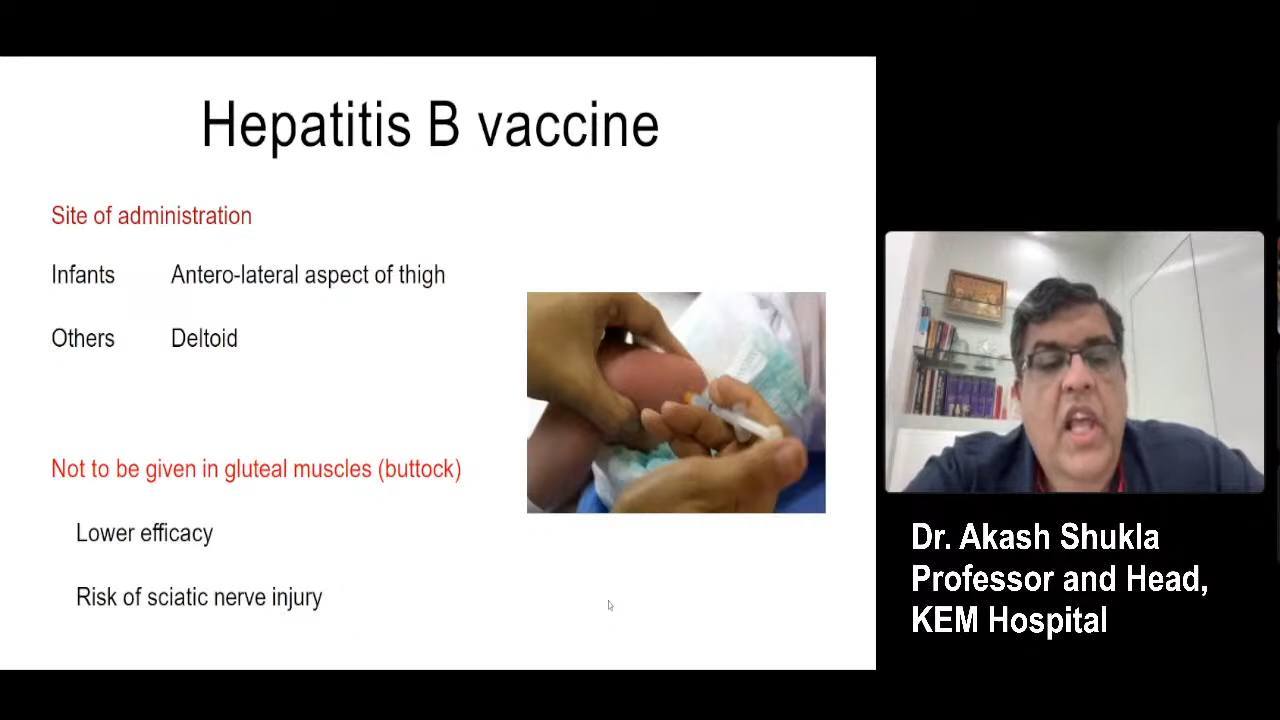 Hepatitis B vaccine
Site of administration
Infants Antero-lateral aspect of thigh
Others Deltoid
Not to be given in gluteal muscles (buttock)
Lower efficacy
Risk of sciatic nerve injury
Dr. Akash Shukla
Professor and Head,
KEM Hospital